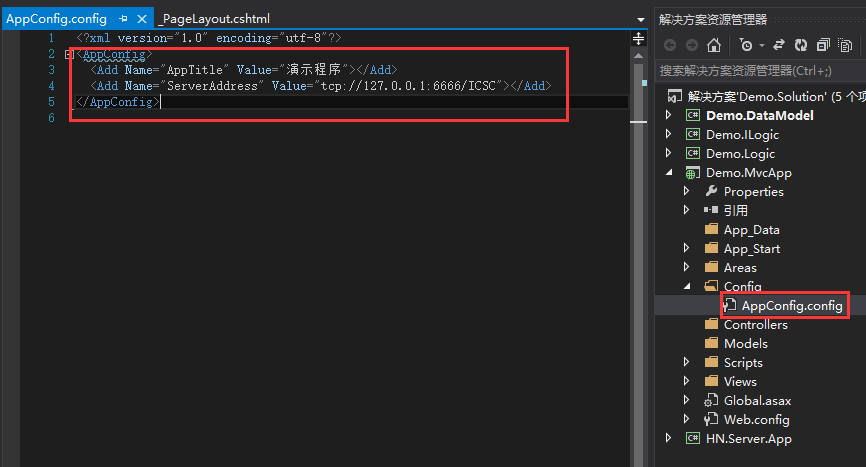 AppConfig.config
_PageLayout.cshtml
1 <?xml version="1.0" encoding="utf-8"?>
2 <AppConfig>
3 <Add Name="AppTitle" Value="演示程序"></Add>
4 <Add Name="ServerAddress" Value="tcp://127.0.0.1:6666/ICSC"></Add>
5 </AppConfig>
6
解决方案资源管理器
搜索解决方案资源管理器(Ctrl+;)
解决方案'Demo.Solution' (5 个项
Demo.DataModel
Demo.ILogic
Demo.Logic
Demo.MvcApp
Properties
引用
App_Data
App_Start
Areas
Config
AppConfig.config
Controllers
Models
Scripts
Views
Global.asax
Web.config
HN.Server.App